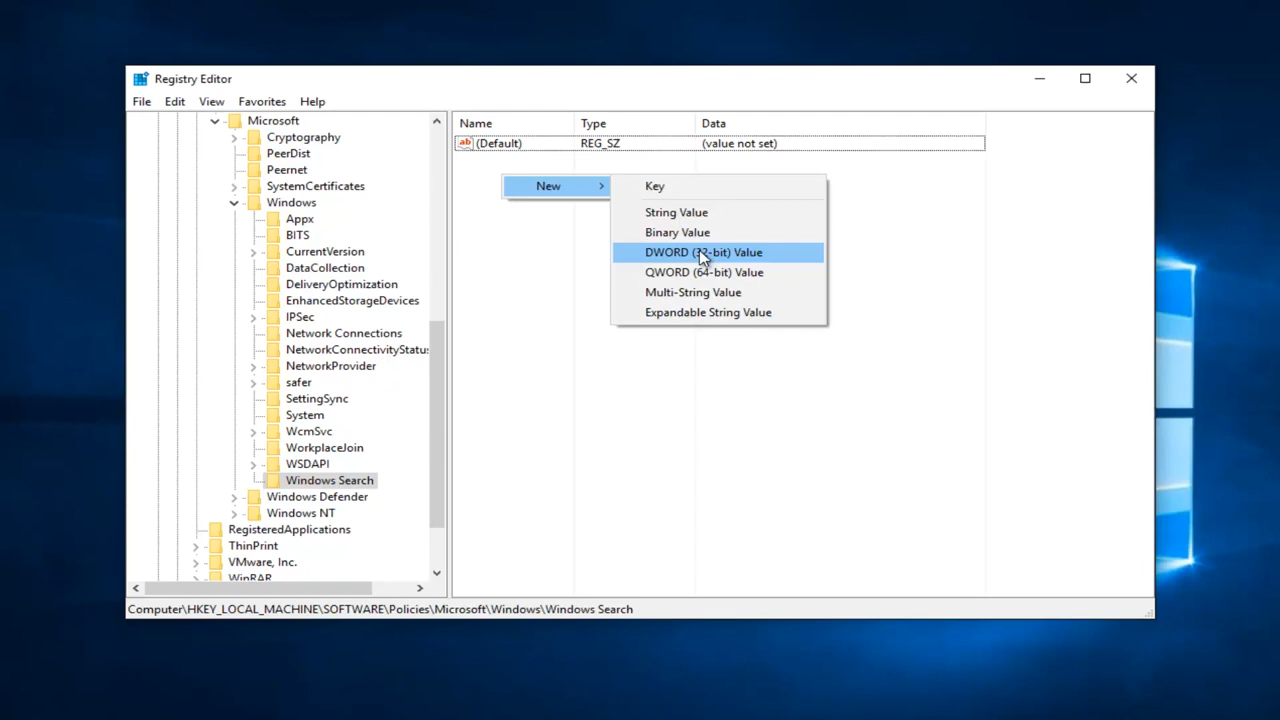 Registry Editor
File Edit View Favorites Help
Microsoft
Cryptography
PeerDist
Peernet
SystemCertificates
Windows
Appx
BITS
CurrentVersion
DataCollection
DeliveryOptimization
EnhancedStorageDevices
IPSec
Network Connections
NetworkConnectivityStatu
NetworkProvider
safer
SettingSync
System
WcmSvc
WorkplaceJoin
WSDAPI
Windows Search
Windows Defender
Windows NT
RegisteredApplications
ThinPrint
VMware, Inc.
WinRAR
Name Type Data
ab (Default) REG_SZ (value not set)
New
Key
String Value
Binary Value
DWORD (32-bit) Value
QWORD (64-bit) Value
Multi-String Value
Expandable String Value
Computer\HKEY_LOCAL_MACHINE\SOFTWARE\Policies\Microsoft\Windows\Windows Search